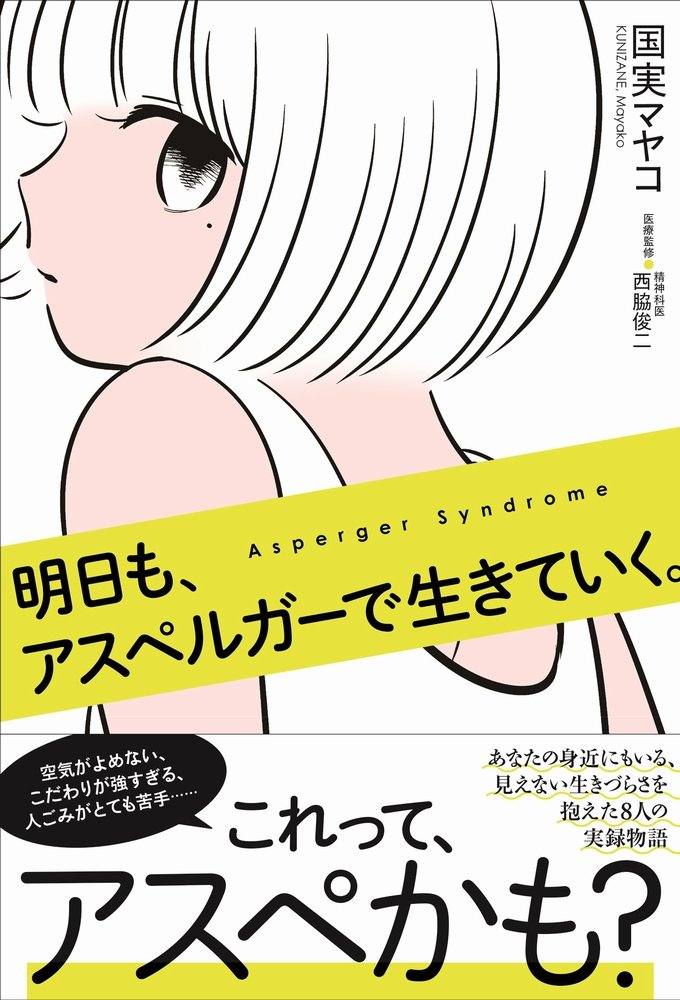 国実マヤコ
KUNIZANE, Mayako
医療監修●精神科医 西脇俊二
Asperger Syndrome
明日も、
アスペルガーで生きていく。
空気がよめない、
こだわりが強すぎる、
人ごみがとても苦手……
あなたの身近にもいる、
見えない生きづらさを
抱えた8人の
実録物語
これって、
アスペかも?